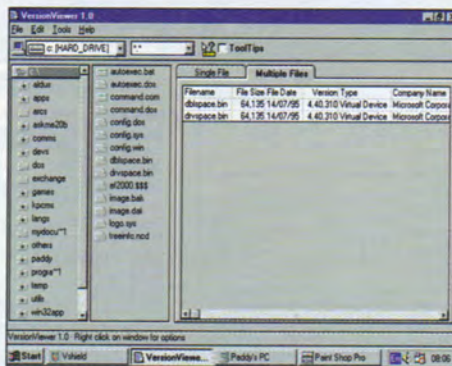 VersionViewer 1.0
File Edit Tools Help
c: [HARD_DRIVE] *.* ToolTips
Single File Multiple Files
Filename File Size File Date Version Type Company Name
dblspace.bin 64,135 14/07/95 4.40.310 Virtual Device Microsoft Corpora
drvspace.bin 64,135 14/07/95 4.40.310 Virtual Device Microsoft Corpora
aldus
apps
arcs
askme20b
comms
devs
dos
exchange
games
kpcms
langs
mydocu~1
others
paddy
progra~1
temp
utils
win32app
autoexec.bat
autoexec.dos
command.com
command.dos
config.dos
config.sys
config.win
dblspace.bin
drvspace.bin
ef2000.$$$
image.bak
image.dat
logo.sys
treeinfo.ncd
VersionViewer 1.0 - Right click on window for options
Start Vshield VersionViewe... Paddy's PC Paint Shop Pro 08:06